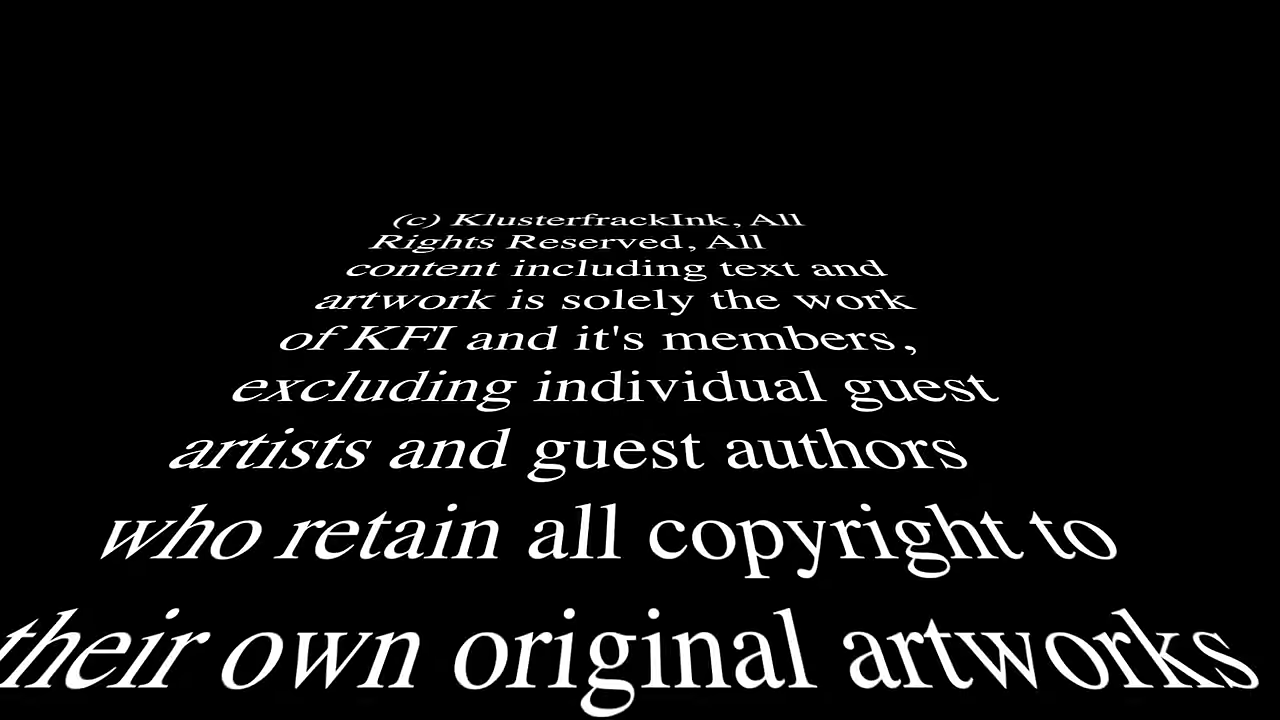 (c) KlusterfrackInk, All
Rights Reserved, All
content including text and
artwork is solely the work
of KFI and it's members,
excluding individual guest
artists and guest authors
who retain all copyright to
their own original artworks